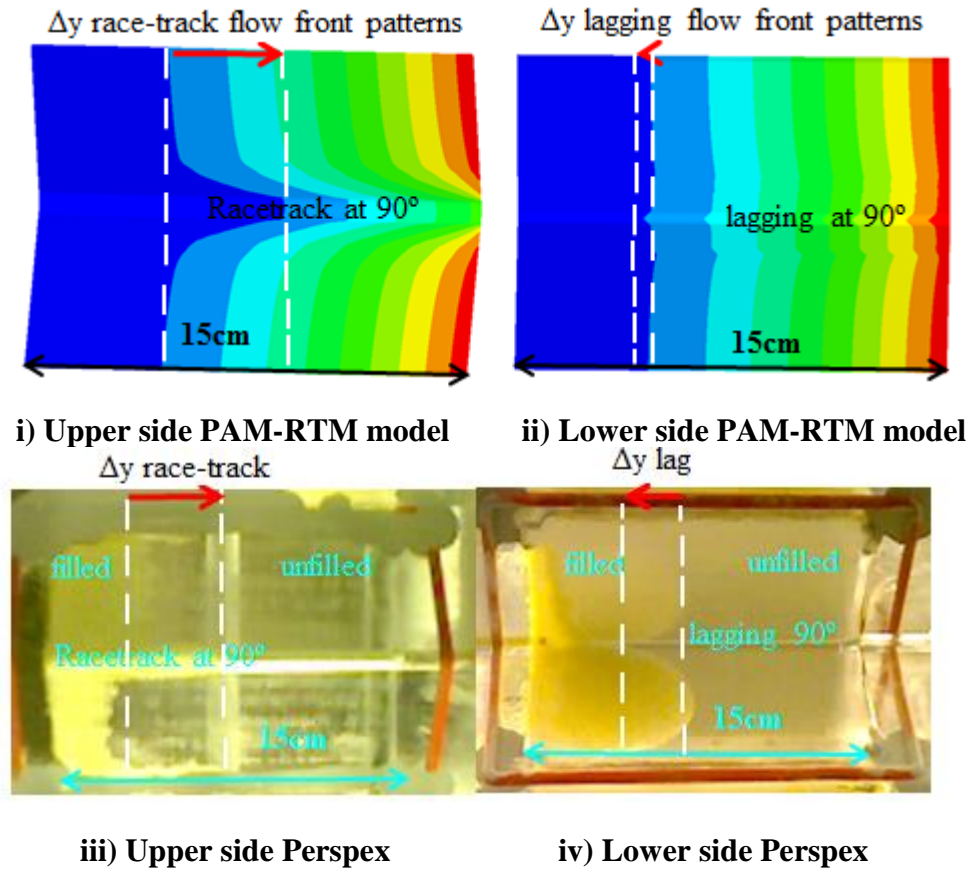 Δy race-track flow front patterns
Δy lagging flow front patterns
Racetrack at 90°
lagging at 90°
15cm
15cm
i) Upper side PAM-RTM model
ii) Lower side PAM-RTM model
Δy race-track
Δy lag
filled
unfilled
filled
unfilled
Racetrack at 90°
lagging 90°
15cm
15cm
iii) Upper side Perspex
iv) Lower side Perspex